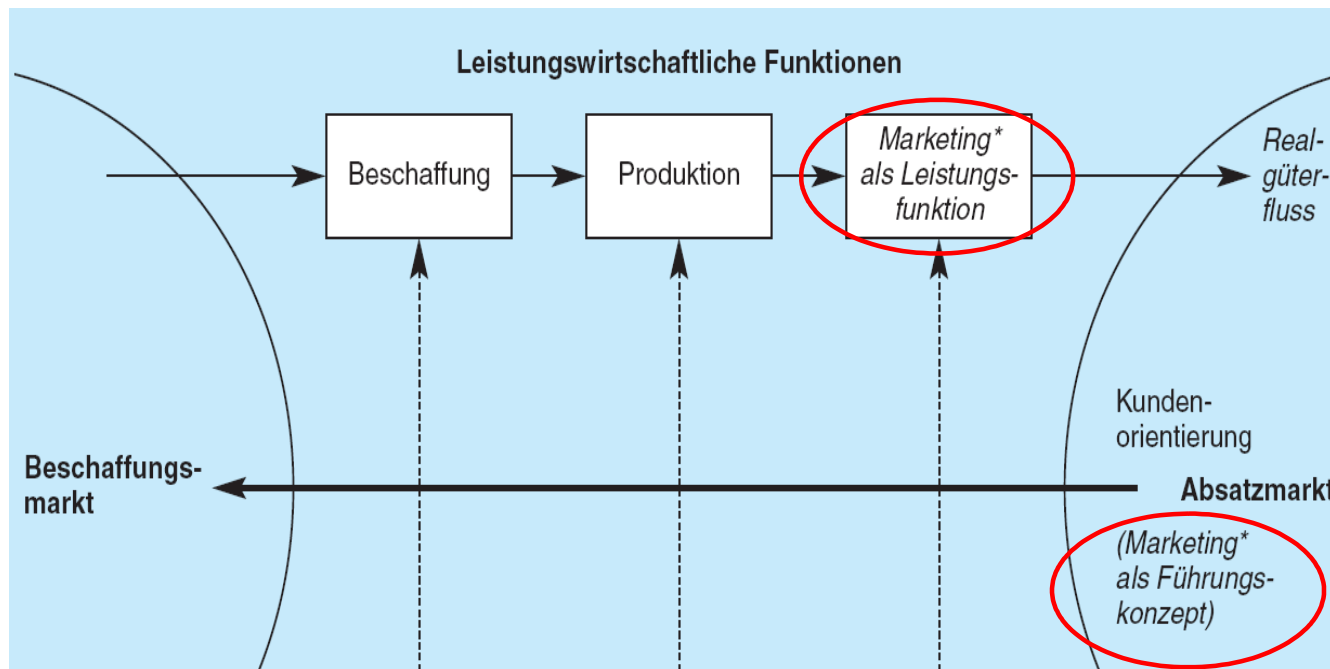 Leistungswirtschaftliche Funktionen
Beschaffung
Produktion
Marketing*
als Leistungs-
funktion
Real-
güter-
fluss
Kunden-
orientierung
Beschaffungs-
markt
Absatzmarkt
(Marketing*
als Führungs-
konzept)